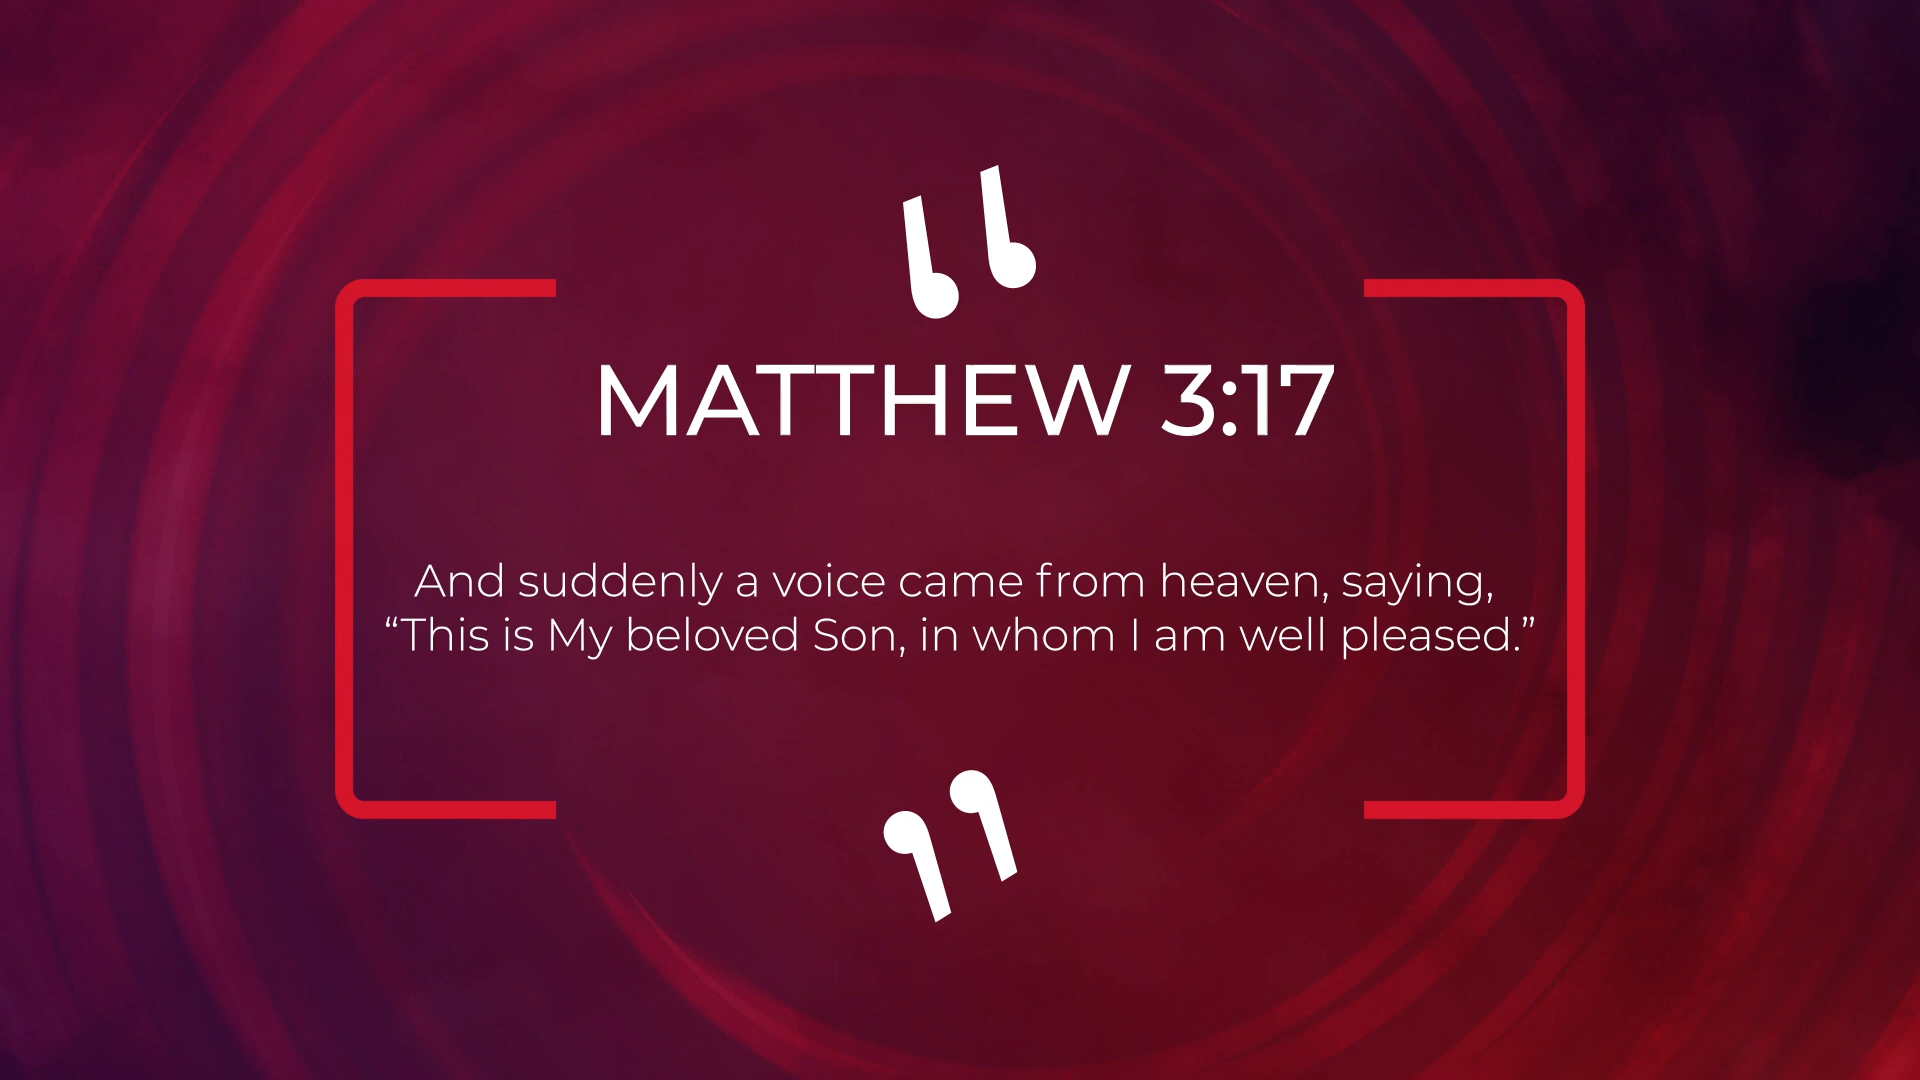 “
MATTHEW 3:17
And suddenly a voice came from heaven, saying,
“This is My beloved Son, in whom I am well pleased.”
”